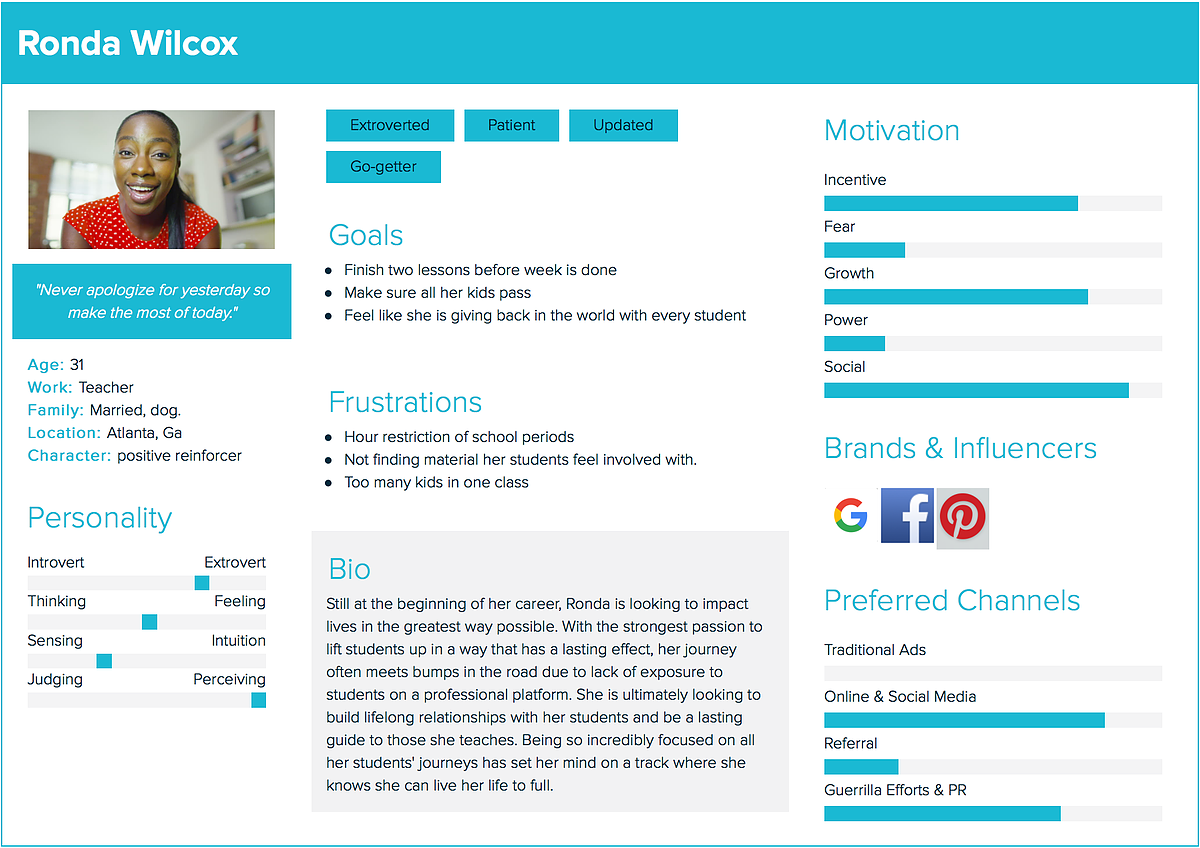 Ronda Wilcox
"Never apologize for yesterday so
make the most of today."
Age: 31
Work: Teacher
Family: Married, dog.
Location: Atlanta, Ga
Character: positive reinforcer
Personality
Introvert Extrovert
Thinking Feeling
Sensing Intuition
Judging Perceiving
Extroverted Patient Updated
Go-getter
Goals
Finish two lessons before week is done
Make sure all her kids pass
Feel like she is giving back in the world with every student
Frustrations
Hour restriction of school periods
Not finding material her students feel involved with.
Too many kids in one class
Bio
Still at the beginning of her career, Ronda is looking to impact
lives in the greatest way possible. With the strongest passion to
lift students up in a way that has a lasting effect, her journey
often meets bumps in the road due to lack of exposure to
students on a professional platform. She is ultimately looking to
build lifelong relationships with her students and be a lasting
guide to those she teaches. Being so incredibly focused on all
her students' journeys has set her mind on a track where she
knows she can live her life to full.
Motivation
Incentive
Fear
Growth
Power
Social
Brands & Influencers
G f P
Preferred Channels
Traditional Ads
Online & Social Media
Referral
Guerrilla Efforts & PR